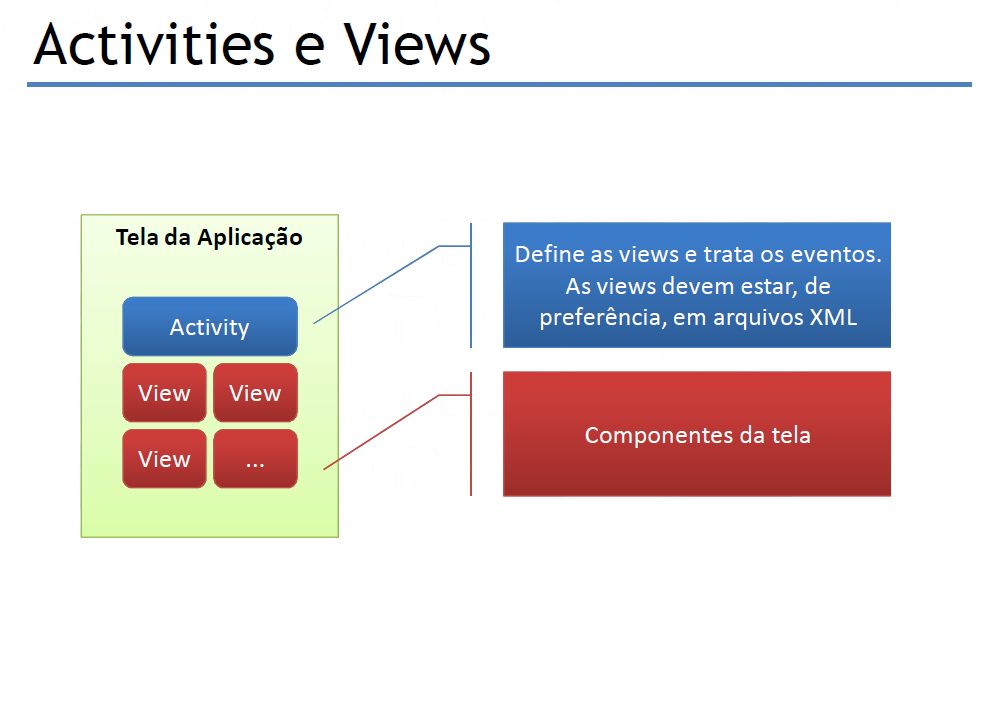 Activities e Views
Tela da Aplicação
Activity
View
View
View
...
Define as views e trata os eventos.
As views devem estar, de
preferência, em arquivos XML
Componentes da tela